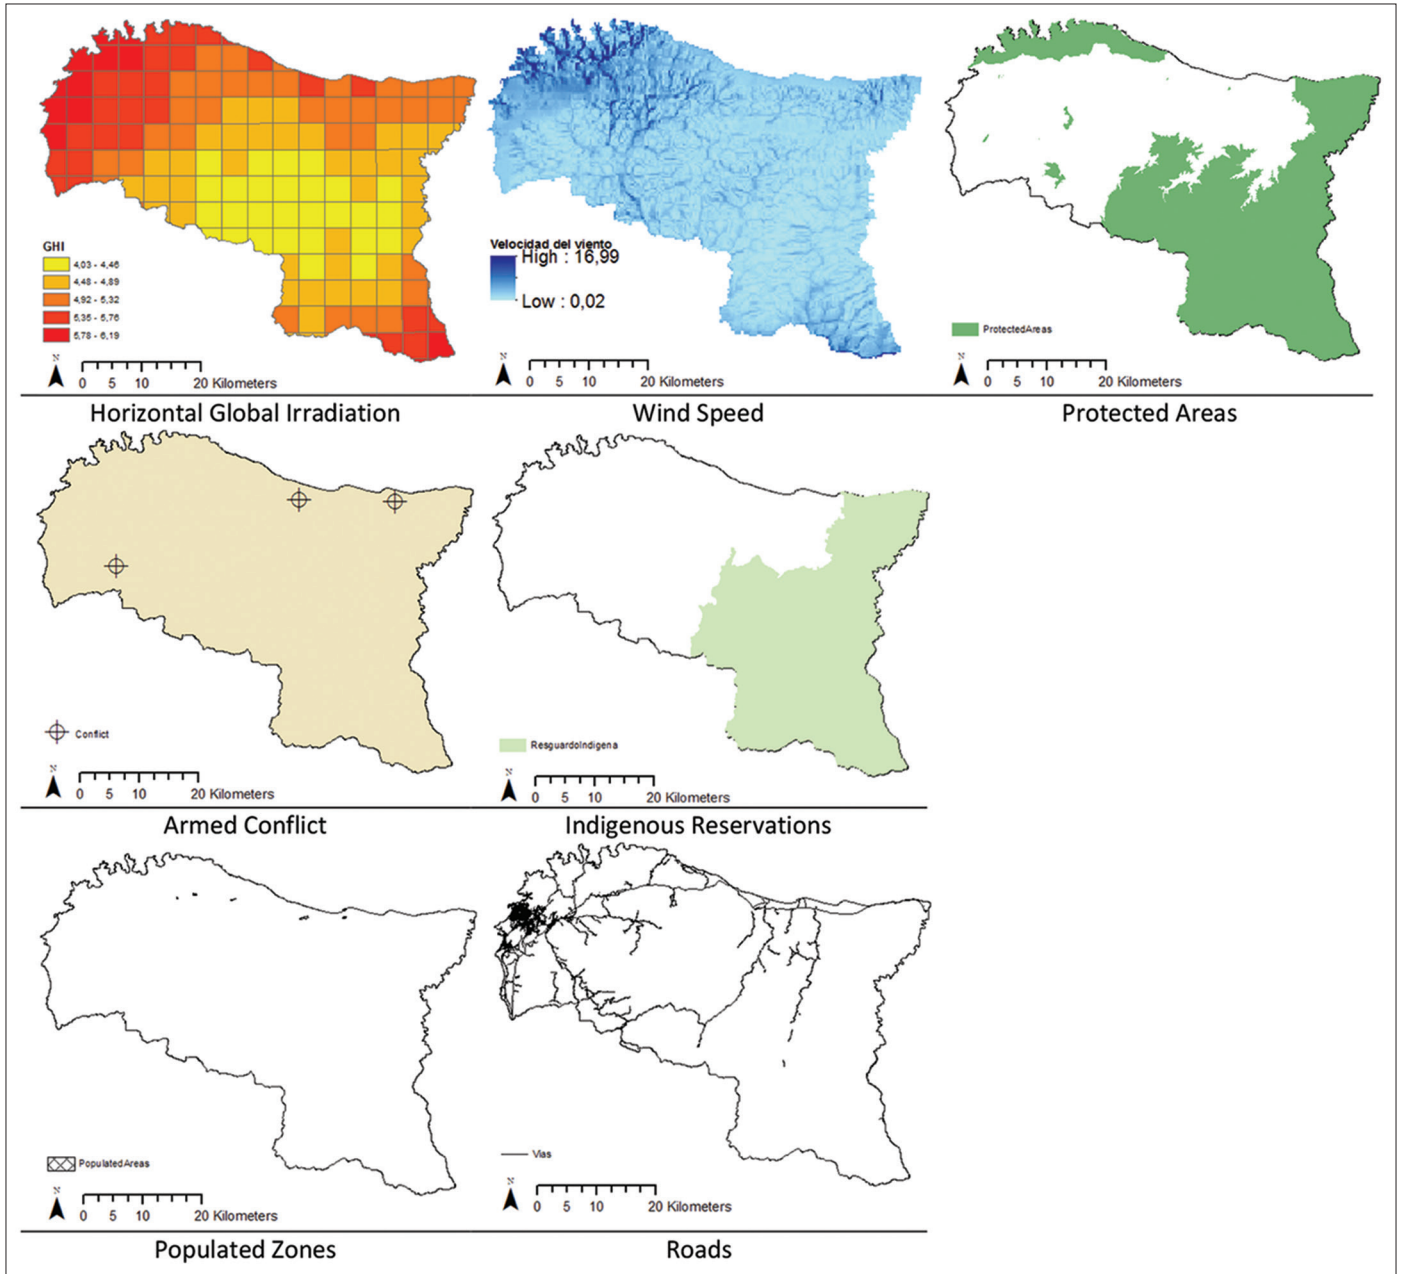 GHI
4,03 - 4,46
4,48 - 4,89
4,92 - 5,32
5,35 - 5,76
5,78 - 6,19
N
0 5 10 20 Kilometers
Horizontal Global Irradiation
Velocidad del viento
High : 16,99
Low : 0,02
N
0 5 10 20 Kilometers
Wind Speed
ProtectedAreas
N
0 5 10 20 Kilometers
Protected Areas
Conflict
N
0 5 10 20 Kilometers
Armed Conflict
ResguardoIndigena
N
0 5 10 20 Kilometers
Indigenous Reservations
PopulatedAreas
N
0 5 10 20 Kilometers
Populated Zones
Vias
N
0 5 10 20 Kilometers
Roads